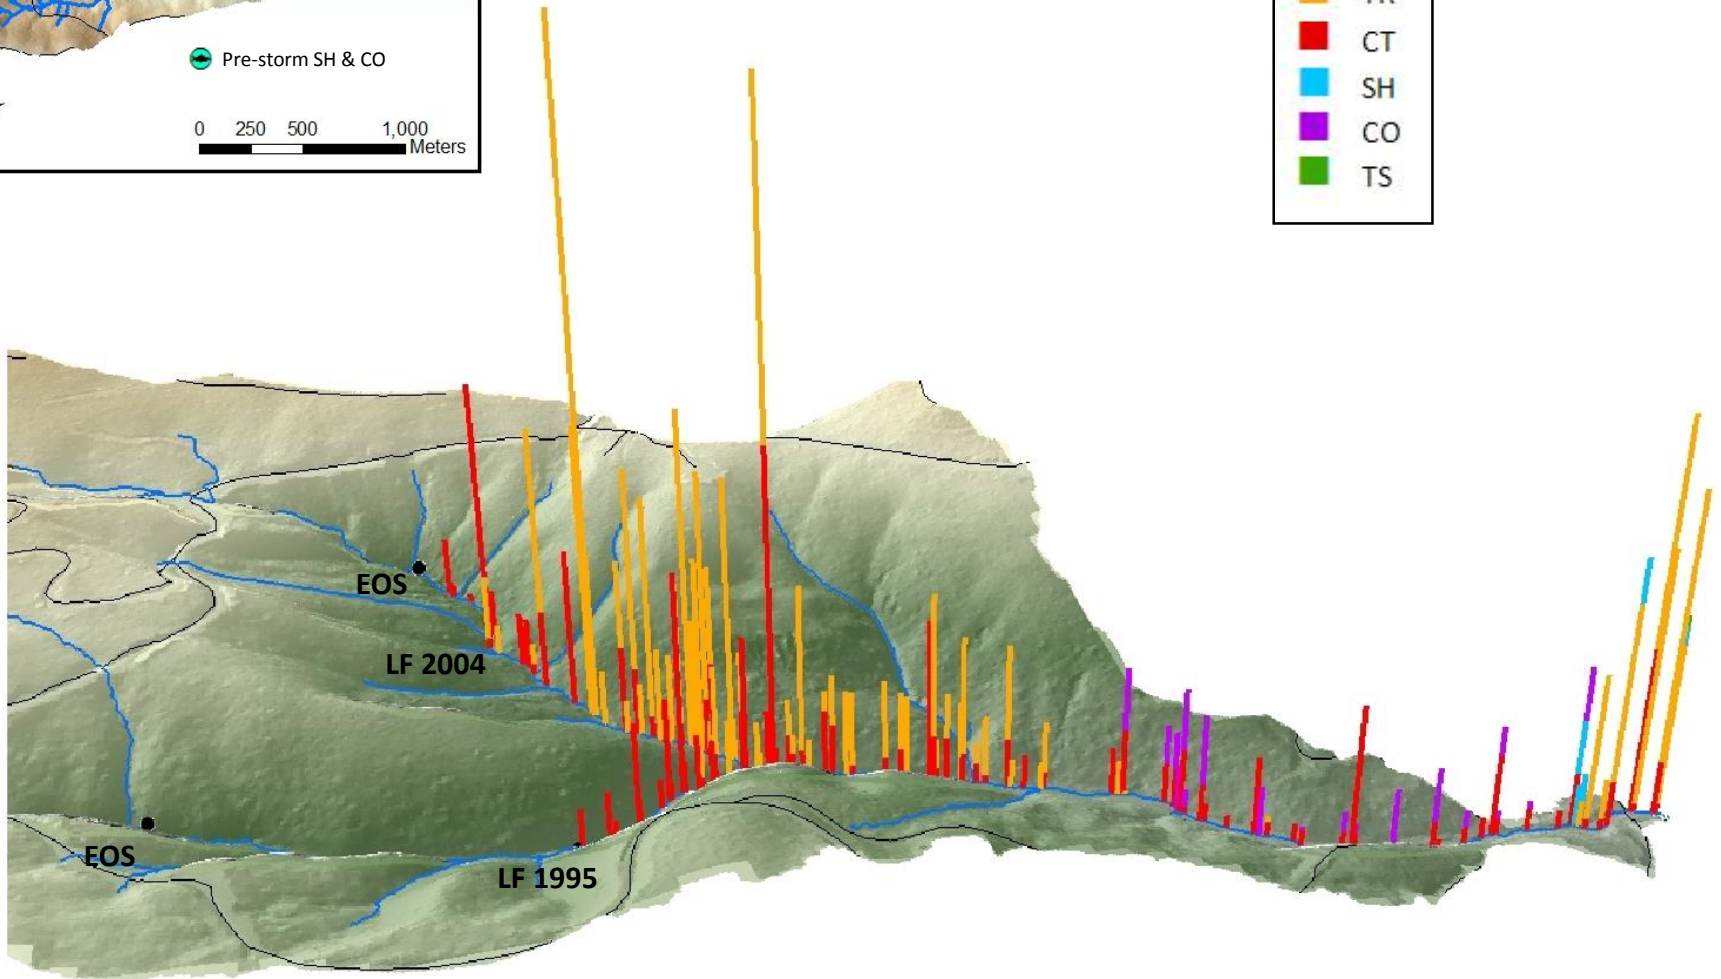 Pre-storm SH & CO
0 250 500 1,000
Meters
CT
SH
CO
TS
EOS
LF 2004
EOS
LF 1995